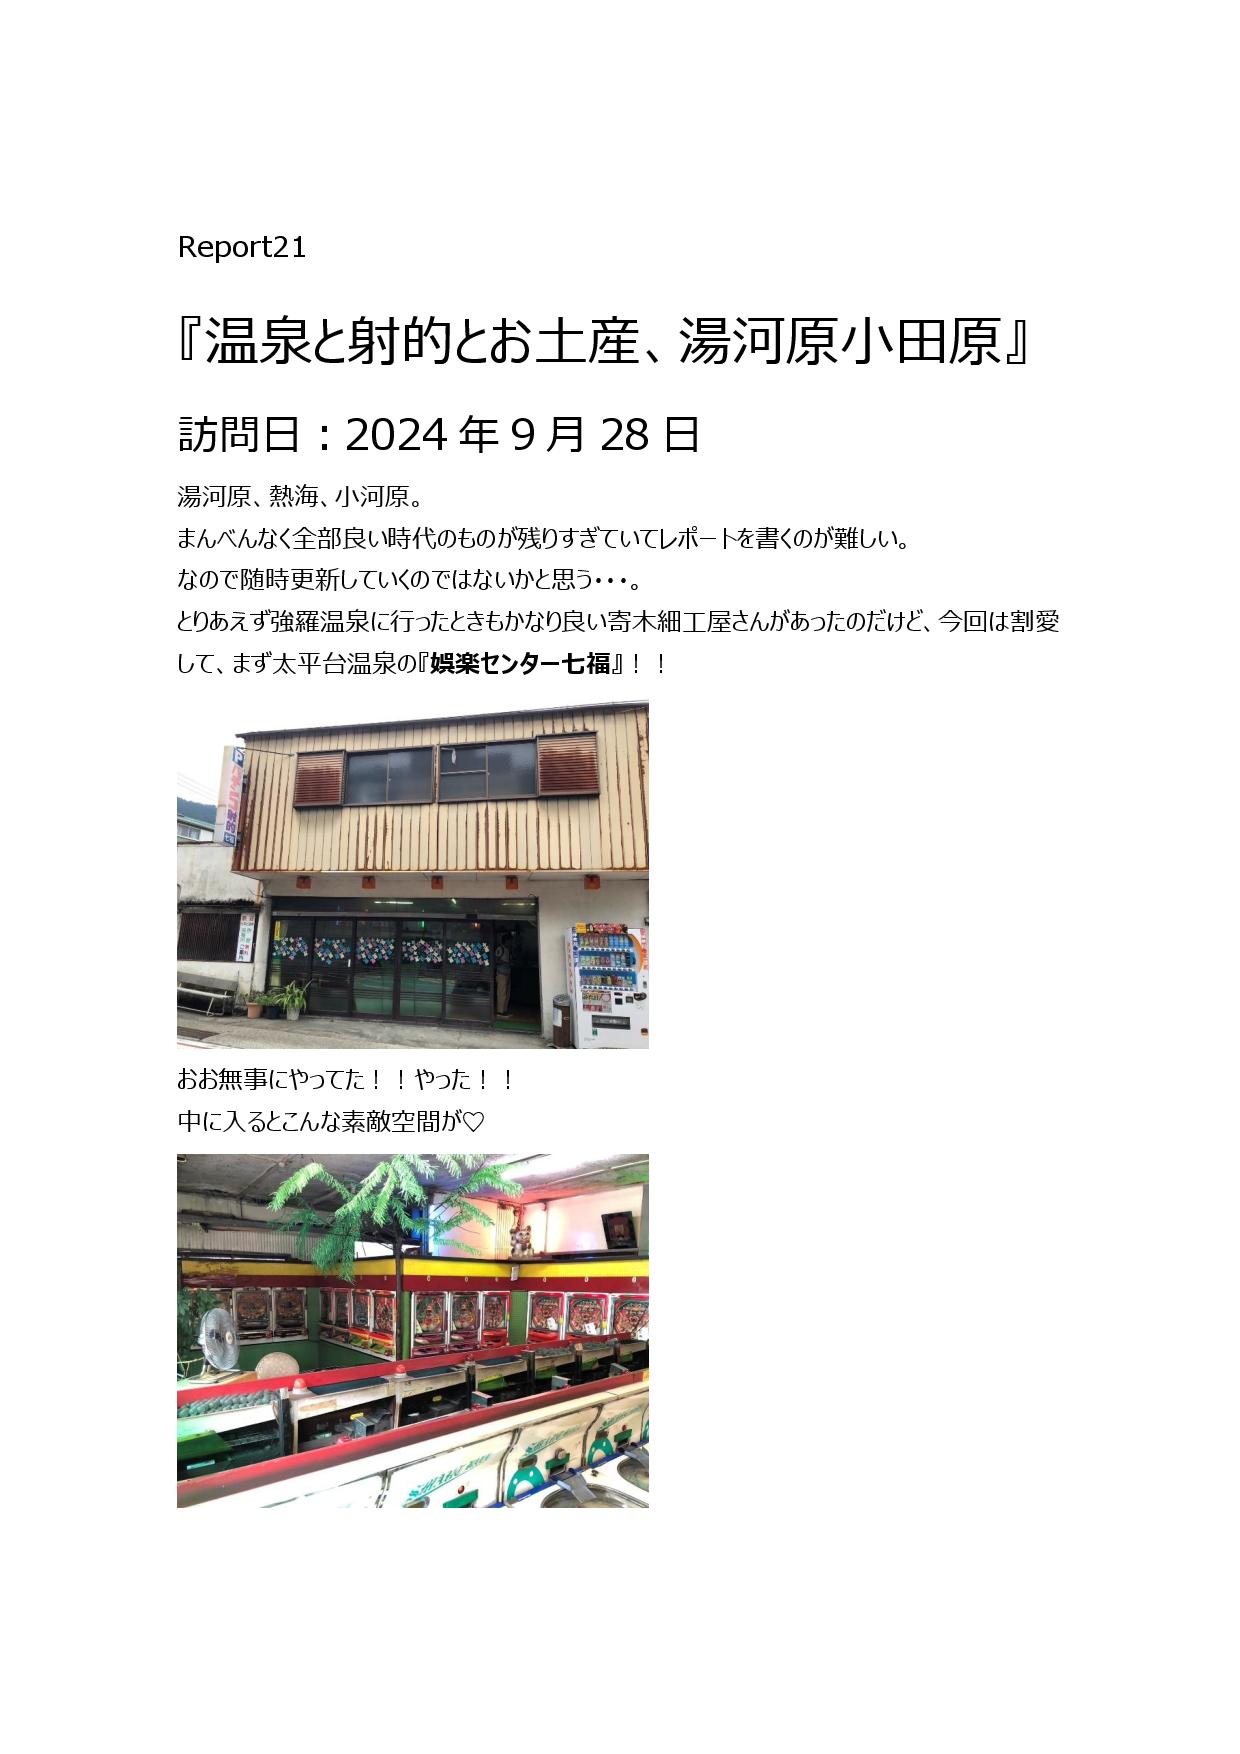 Report21
『温泉と射的とお土産、湯河原小田原』
訪問日：2024年9月28日
湯河原、熱海、小河原。
まんべんなく全部良い時代のものが残りすぎていてレポートを書くのが難しい。
なので随時更新していくのではないかと思う・・・。
とりあえず強羅温泉に行ったときもかなり良い寄木細工屋さんがあったのだけど、今回は割愛
して、まず太平台温泉の『娯楽センター七福』！！
おお無事にやってた！！やった！！
中に入るとこんな素敵空間が♡